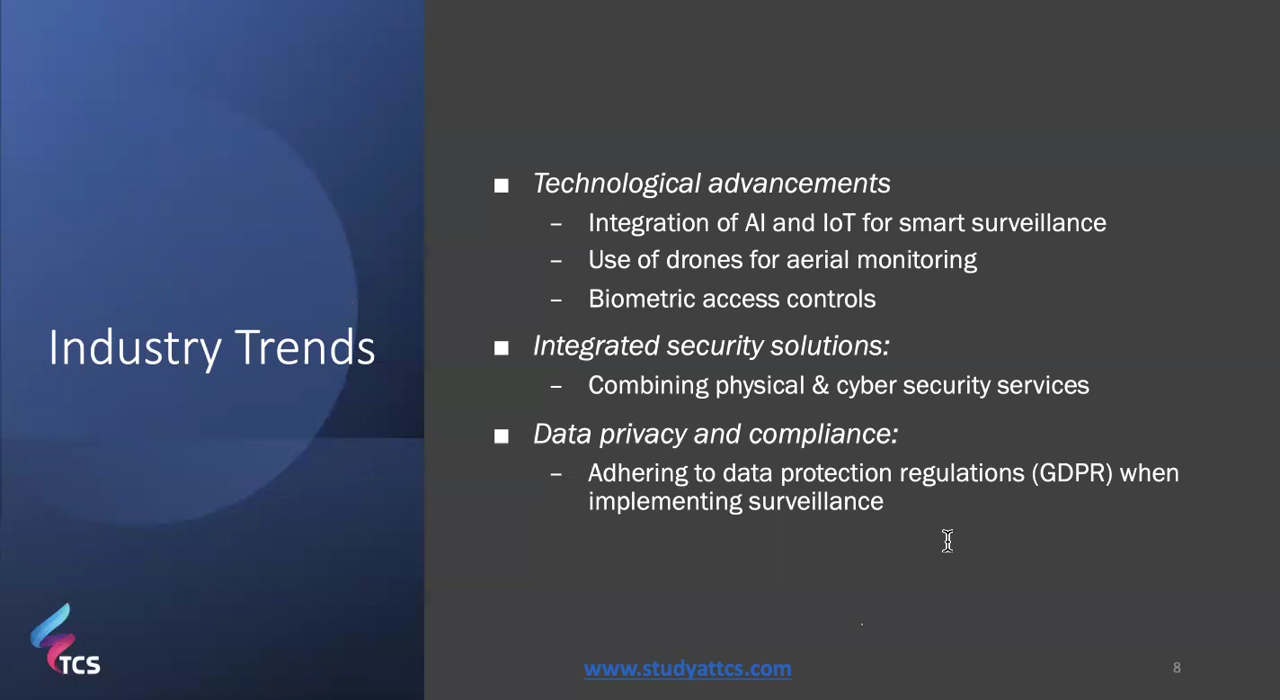 Industry Trends
■ Technological advancements
– Integration of AI and IoT for smart surveillance
– Use of drones for aerial monitoring
– Biometric access controls
■ Integrated security solutions:
– Combining physical & cyber security services
■ Data privacy and compliance:
– Adhering to data protection regulations (GDPR) when
implementing surveillance
TCS
www.studyattcs.com
8